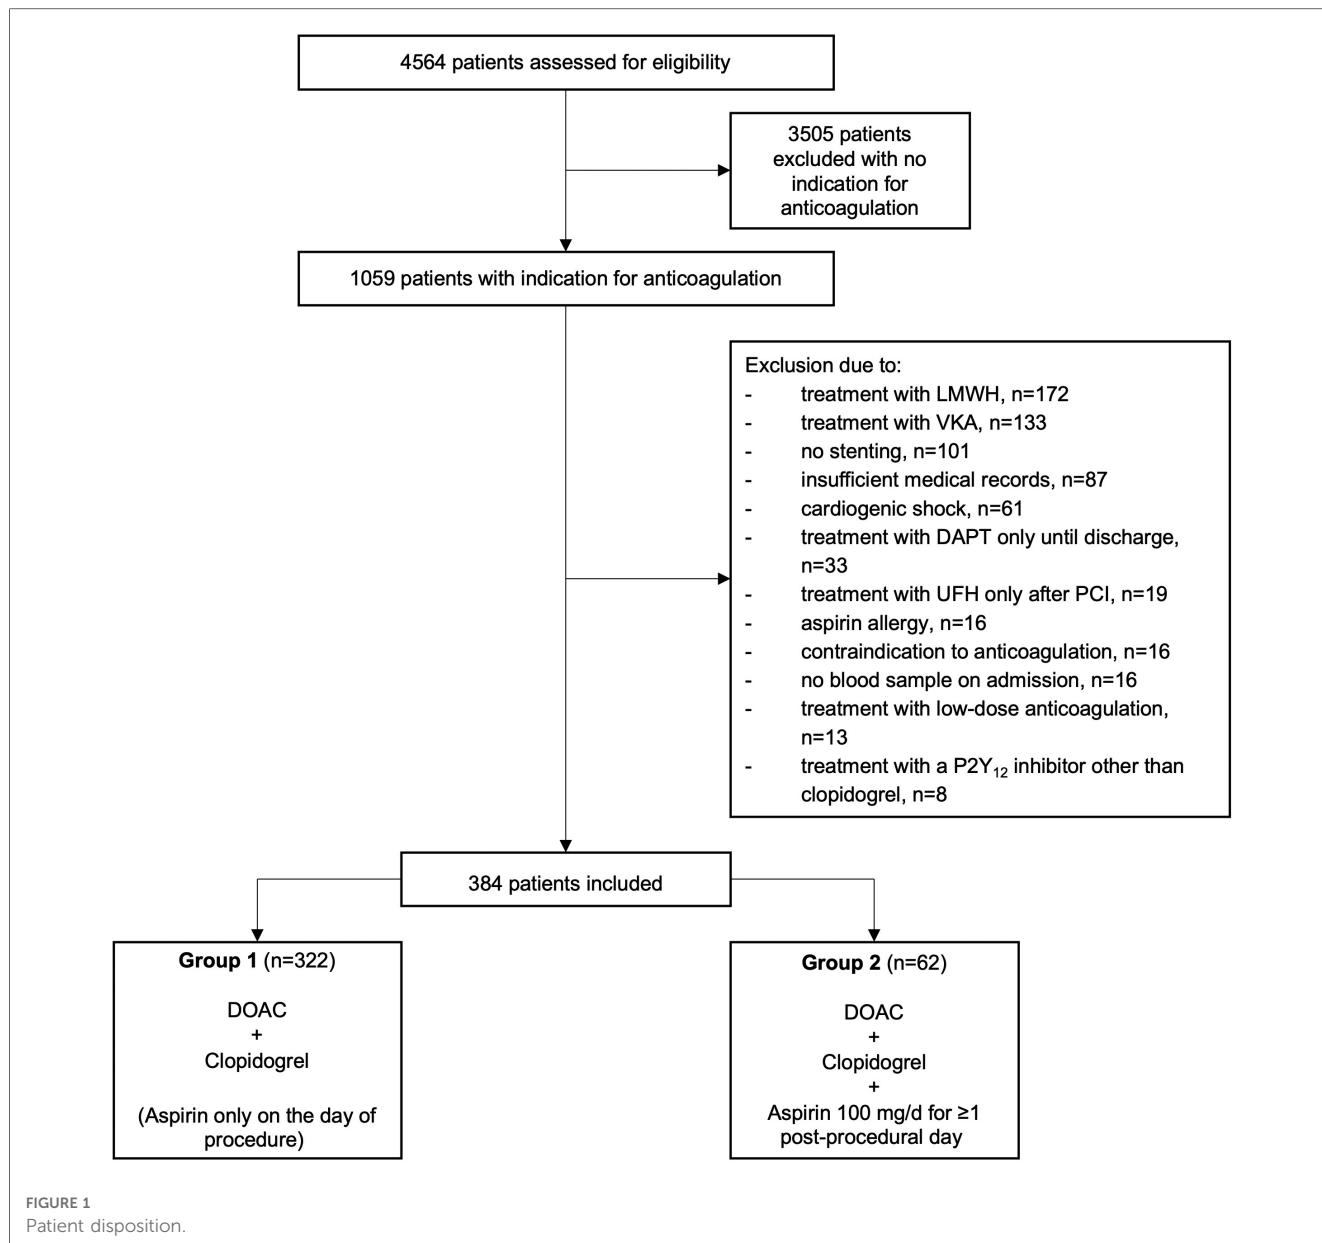 4564 patients assessed for eligibility
3505 patients
excluded with no
indication for
anticoagulation
1059 patients with indication for anticoagulation
Exclusion due to:
- treatment with LMWH, n=172
- treatment with VKA, n=133
- no stenting, n=101
- insufficient medical records, n=87
- cardiogenic shock, n=61
- treatment with DAPT only until discharge,
n=33
- treatment with UFH only after PCI, n=19
- aspirin allergy, n=16
- contraindication to anticoagulation, n=16
- no blood sample on admission, n=16
- treatment with low-dose anticoagulation,
n=13
- treatment with a P2Y₁₂ inhibitor other than
clopidogrel, n=8
384 patients included
Group 1 (n=322)
DOAC
+
Clopidogrel
(Aspirin only on the day of
procedure)
Group 2 (n=62)
DOAC
+
Clopidogrel
+
Aspirin 100 mg/d for ≥1
post-procedural day
FIGURE 1
Patient disposition.